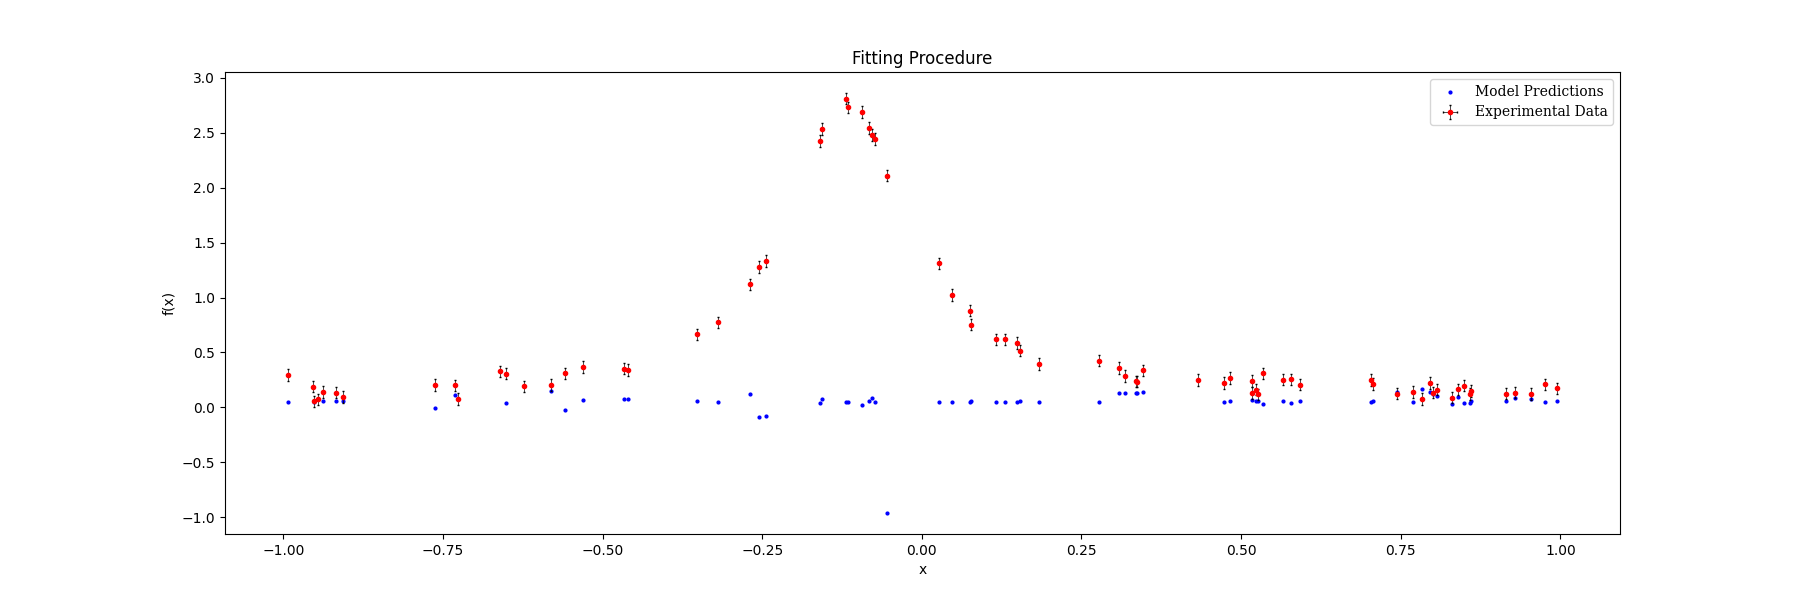 Fitting Procedure
3.0
2.5
2.0
1.5
1.0
0.5
0.0
−0.5
−1.0
f(x)
Model Predictions
Experimental Data
−1.00 −0.75 −0.50 −0.25 0.00 0.25 0.50 0.75 1.00
x